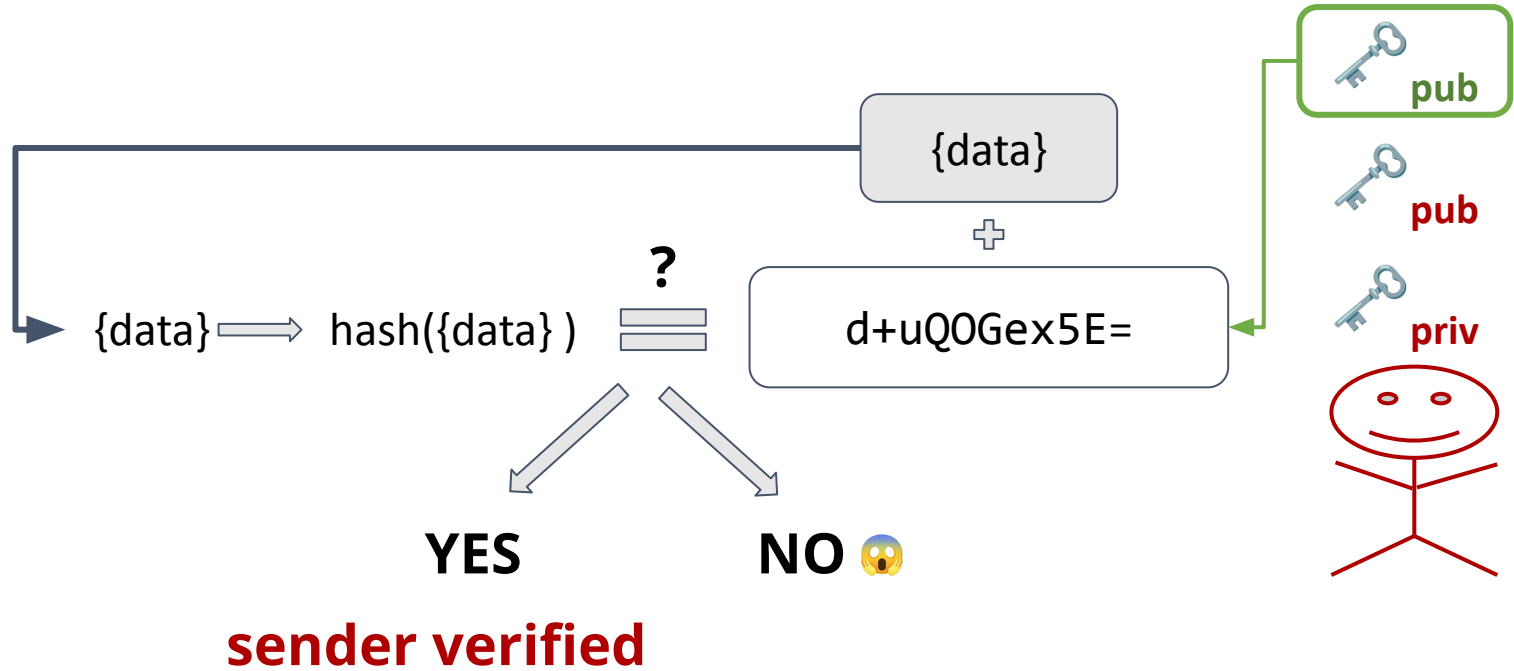 pub
{data}
pub
?
{data} hash({data} ) d+uQOGex5E= priv
YES NO
sender verified